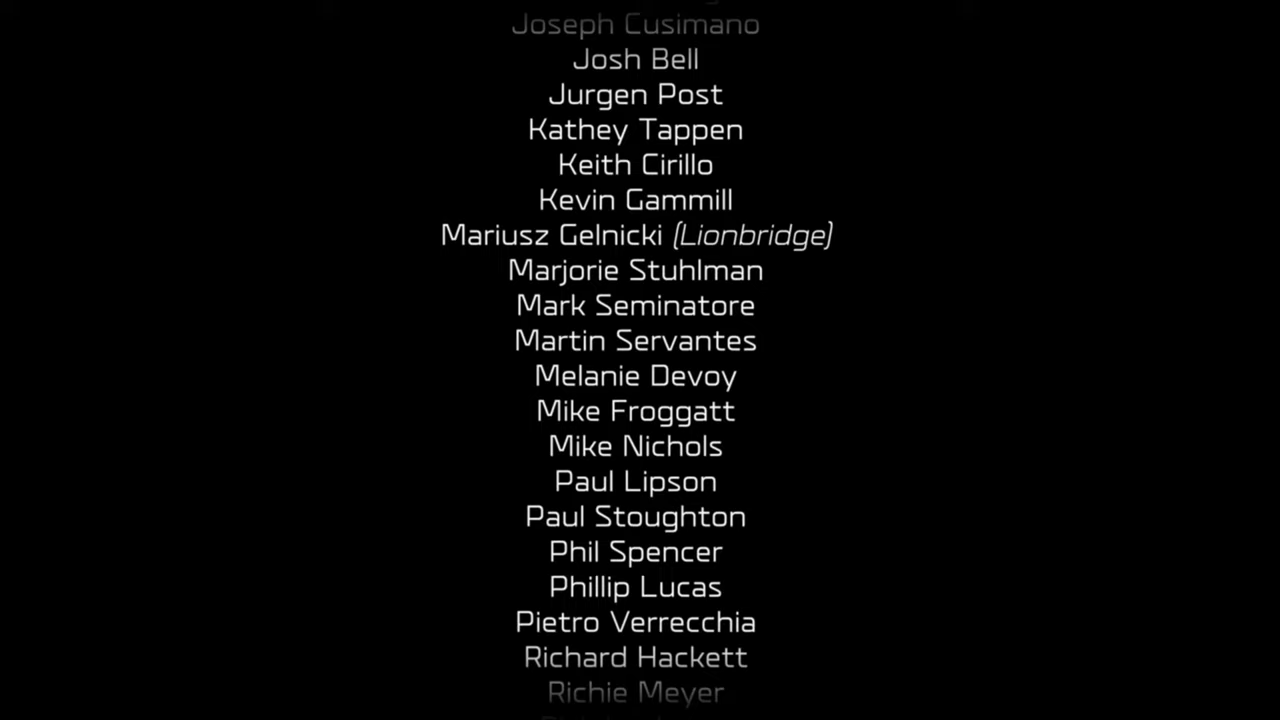 Joseph Cusimano
Josh Bell
Jurgen Post
Kathey Tappen
Keith Cirillo
Kevin Gammill
Mariusz Gelnicki (Lionbridge)
Marjorie Stuhlman
Mark Seminatore
Martin Servantes
Melanie Devoy
Mike Froggatt
Mike Nichols
Paul Lipson
Paul Stoughton
Phil Spencer
Phillip Lucas
Pietro Verrecchia
Richard Hackett
Richie Meyer